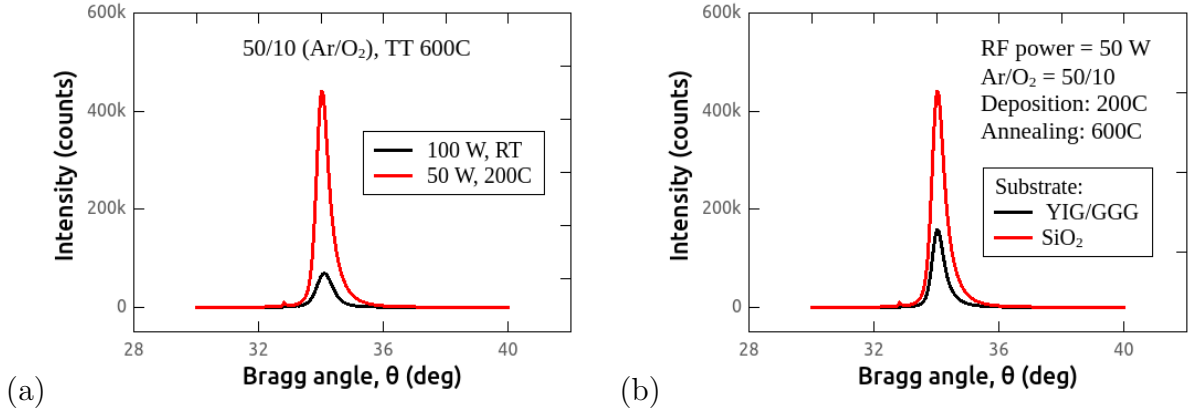 600k
400k
200k
0
28
32
36
40
Intensity (counts)
Bragg angle, θ (deg)
50/10 (Ar/O₂), TT 600C
100 W, RT
50 W, 200C
(a)
600k
400k
200k
0
28
32
36
40
Intensity (counts)
Bragg angle, θ (deg)
RF power = 50 W
Ar/O₂ = 50/10
Deposition: 200C
Annealing: 600C
Substrate:
YIG/GGG
SiO₂
(b)